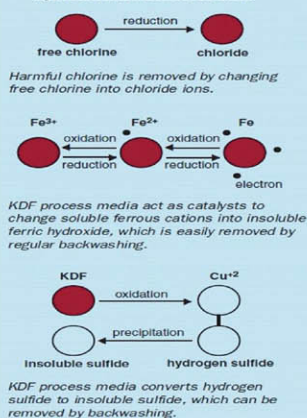 reduction
free chlorine
chloride
Harmful chlorine is removed by changing
free chlorine into chloride ions.
Fe³⁺ Fe²⁺ Fe
oxidation oxidation
reduction reduction
electron
KDF process media act as catalysts to
change soluble ferrous cations into insoluble
ferric hydroxide, which is easily removed by
regular backwashing.
KDF Cu⁺²
oxidation
precipitation
insoluble sulfide hydrogen sulfide
KDF process media converts hydrogen
sulfide to insoluble sulfide, which can be
removed by backwashing.